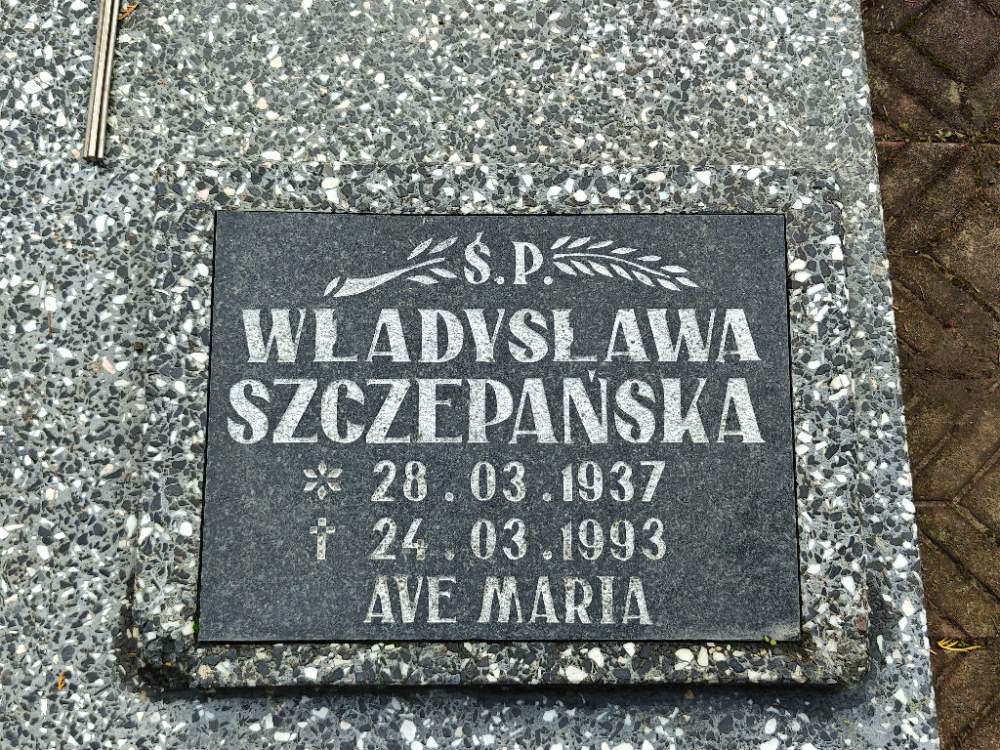 Ś.P.
WŁADYSŁAWA
SZCZEPAŃSKA
28.03.1937
24.03.1993
AVE MARIA